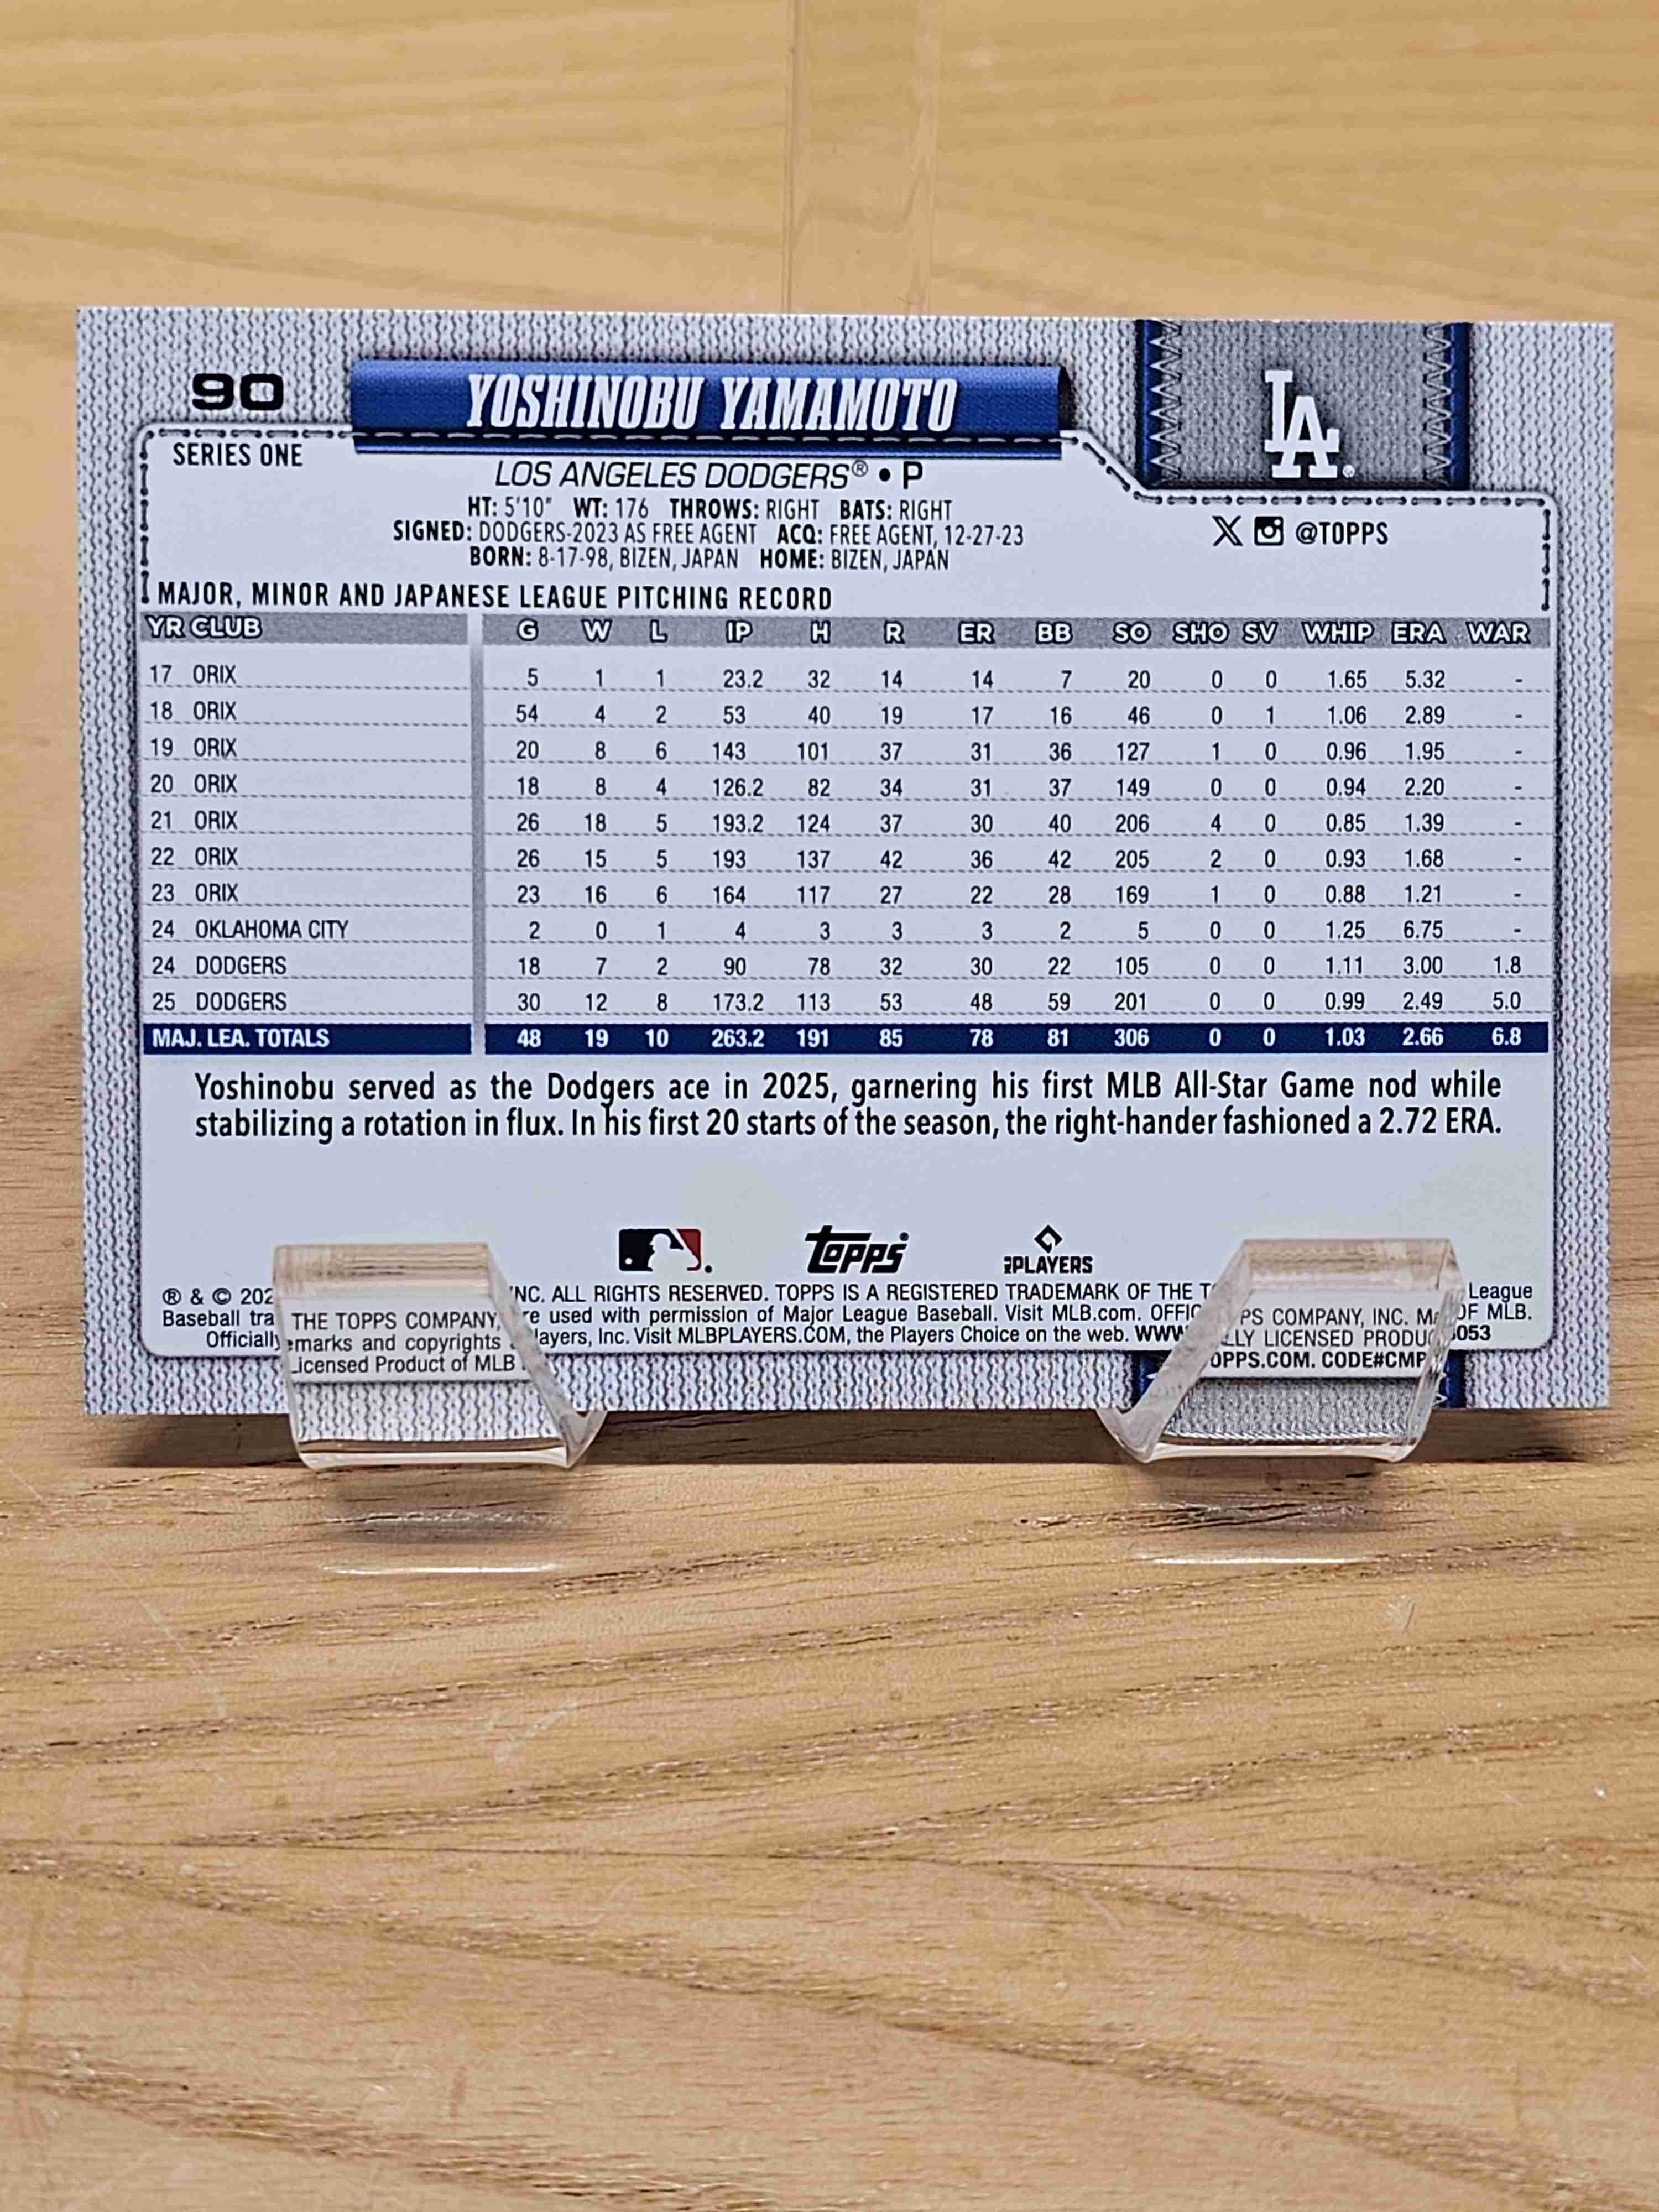 90
YOSHINOBU YAMAMOTO
LA
SERIES ONE
LOS ANGELES DODGERS® • P
HT: 5'10" WT: 176 THROWS: RIGHT BATS: RIGHT
SIGNED: DODGERS-2023 AS FREE AGENT ACQ: FREE AGENT, 12-27-23
BORN: 8-17-98, BIZEN, JAPAN HOME: BIZEN, JAPAN
@TOPPS
MAJOR, MINOR AND JAPANESE LEAGUE PITCHING RECORD
YR CLUB G W L IP H R ER BB SO SHO SV WHIP ERA WAR
17 ORIX 5 1 1 23.2 32 14 14 7 20 0 0 1.65 5.32 -
18 ORIX 54 4 2 53 40 19 17 16 46 0 1 1.06 2.89 -
19 ORIX 20 8 6 143 101 37 31 36 127 1 0 0.96 1.95 -
20 ORIX 18 8 4 126.2 82 34 31 37 149 0 0 0.94 2.20 -
21 ORIX 26 18 5 193.2 124 37 30 40 206 4 0 0.85 1.39 -
22 ORIX 26 15 5 193 137 42 36 42 205 2 0 0.93 1.68 -
23 ORIX 23 16 6 164 117 27 22 28 169 1 0 0.88 1.21 -
24 OKLAHOMA CITY 2 0 1 4 3 3 3 2 5 0 0 1.25 6.75 -
24 DODGERS 18 7 2 90 78 32 30 22 105 0 0 1.11 3.00 1.8
25 DODGERS 30 12 8 173.2 113 53 48 59 201 0 0 0.99 2.49 5.0
MAJ. LEA. TOTALS 48 19 10 263.2 191 85 78 81 306 0 0 1.03 2.66 6.8
Yoshinobu served as the Dodgers ace in 2025, garnering his first MLB All-Star Game nod while
stabilizing a rotation in flux. In his first 20 starts of the season, the right-hander fashioned a 2.72 ERA.
topps®
PLAYERS
® & © THE TOPPS COMPANY, INC. ALL RIGHTS RESERVED. TOPPS IS A REGISTERED TRADEMARK OF THE TOPPS COMPANY, INC. League
Baseball trademarks and copyrights are used with permission of Major League Baseball. Visit MLB.com. OFFICIALLY LICENSED PRODUCT OF MLB
Officially Licensed Product of MLB Players, Inc. Visit MLBPLAYERS.COM, the Players Choice on the web.